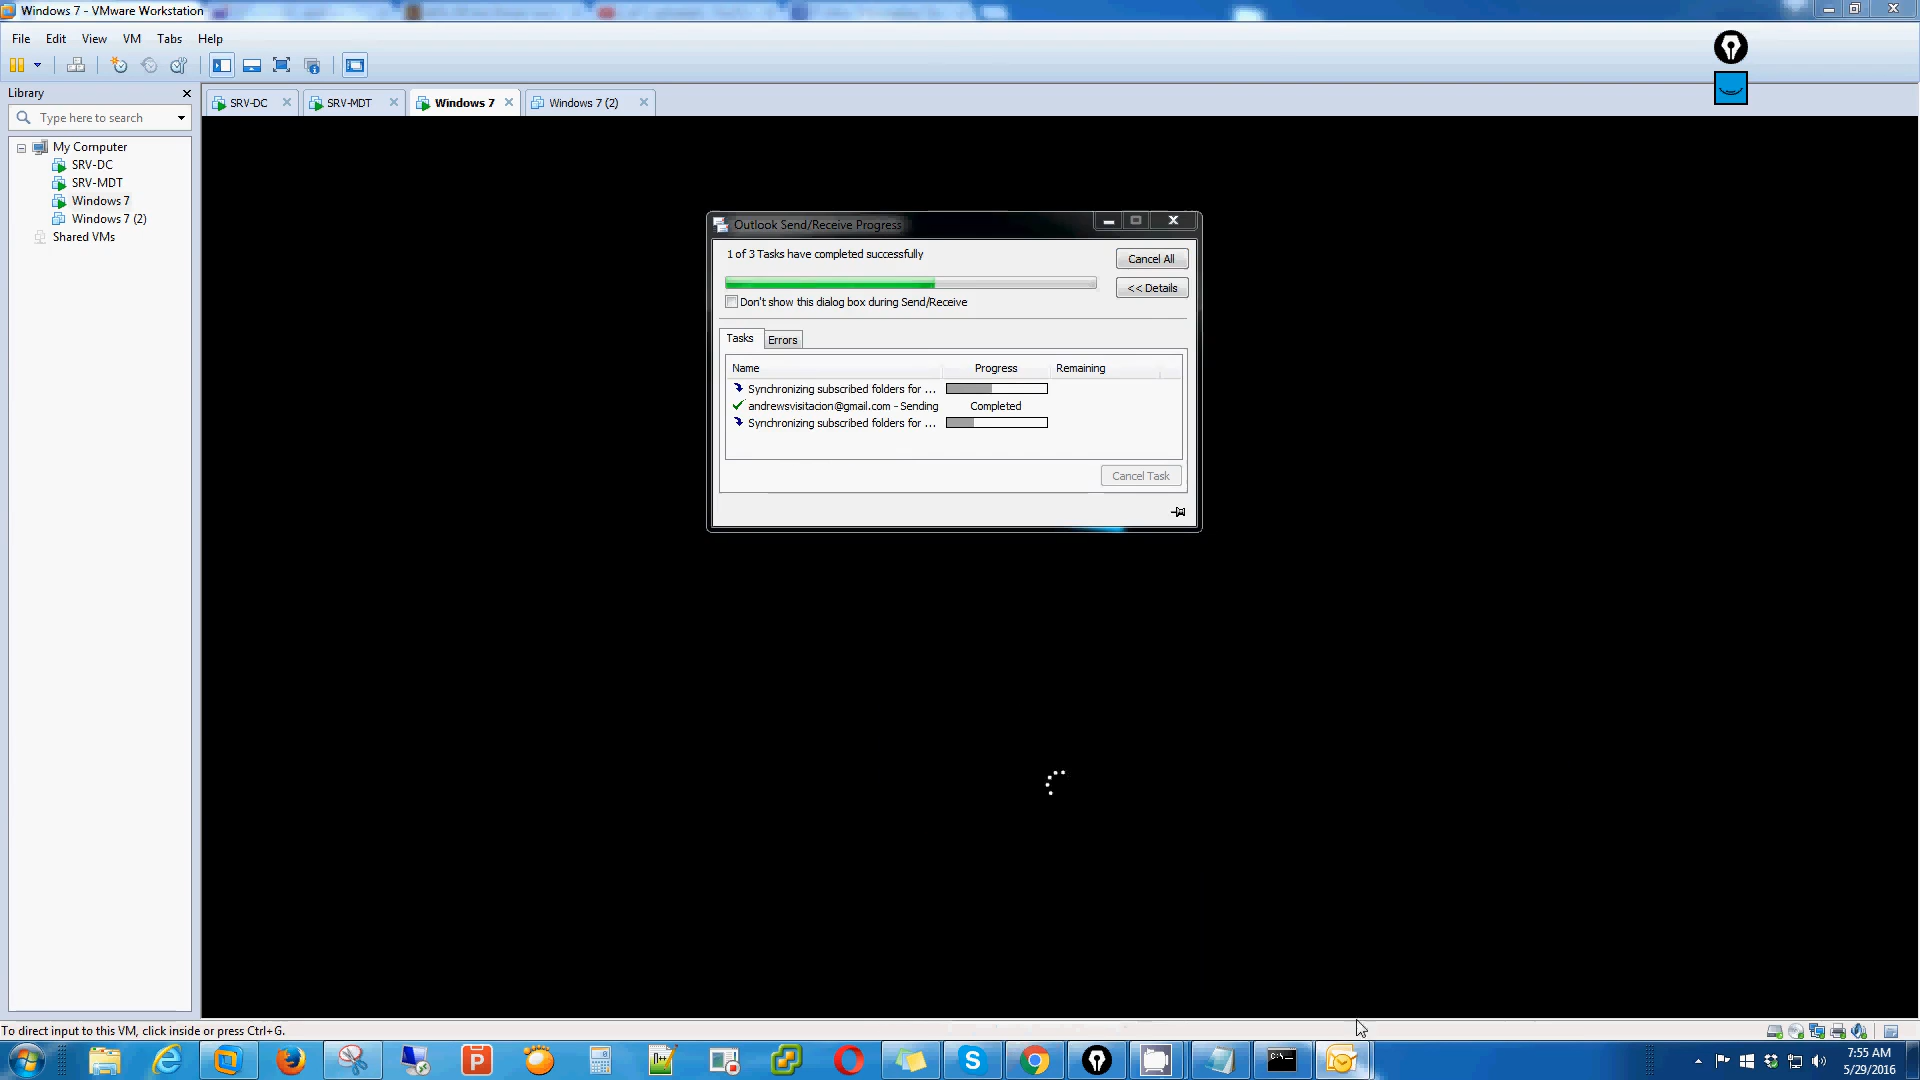 Windows 7 - VMware Workstation
File Edit View VM Tabs Help
Library
Type here to search
My Computer
SRV-DC
SRV-MDT
Windows 7
Windows 7 (2)
Shared VMs
SRV-DC SRV-MDT Windows 7 Windows 7 (2)
Outlook Send/Receive Progress
1 of 3 Tasks have completed successfully
Cancel All
<< Details
Don't show this dialog box during Send/Receive
Tasks Errors
Name Progress Remaining
Synchronizing subscribed folders for ...
andrewsvisitacion@gmail.com - Sending Completed
Synchronizing subscribed folders for ...
Cancel Task
To direct input to this VM, click inside or press Ctrl+G.
7:55 AM
5/29/2016